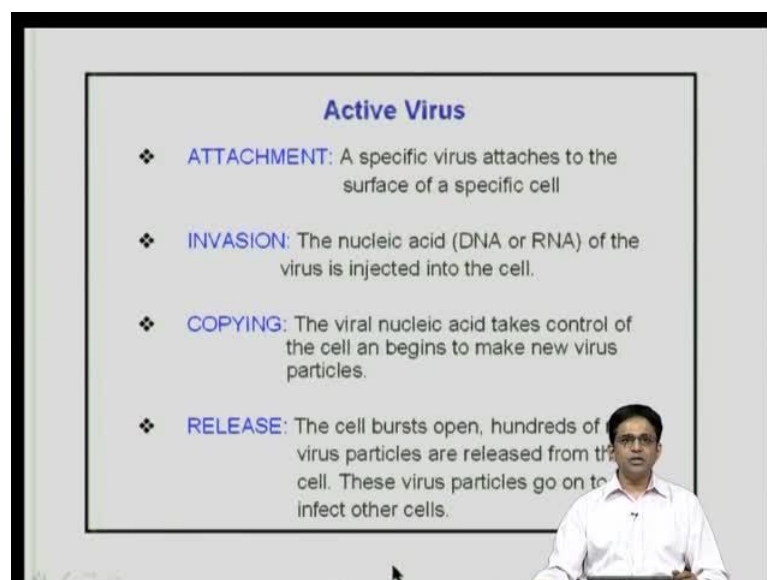 Active Virus
❖ ATTACHMENT: A specific virus attaches to the
surface of a specific cell
❖ INVASION: The nucleic acid (DNA or RNA) of the
virus is injected into the cell.
❖ COPYING: The viral nucleic acid takes control of
the cell an begins to make new virus
particles.
❖ RELEASE: The cell bursts open, hundreds of
virus particles are released from
cell. These virus particles go on to
infect other cells.